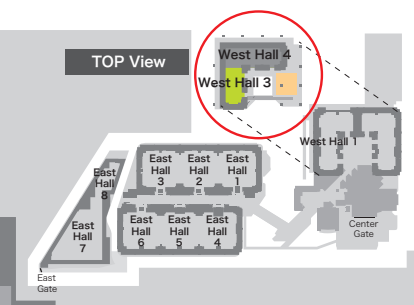 TOP View
West Hall 4
West Hall 3
West Hall 1
East
Hall
3
East
Hall
2
East
Hall
1
East
Hall
8
East
Hall
7
East
Hall
6
East
Hall
5
East
Hall
4
Center
Gate
East
Gate